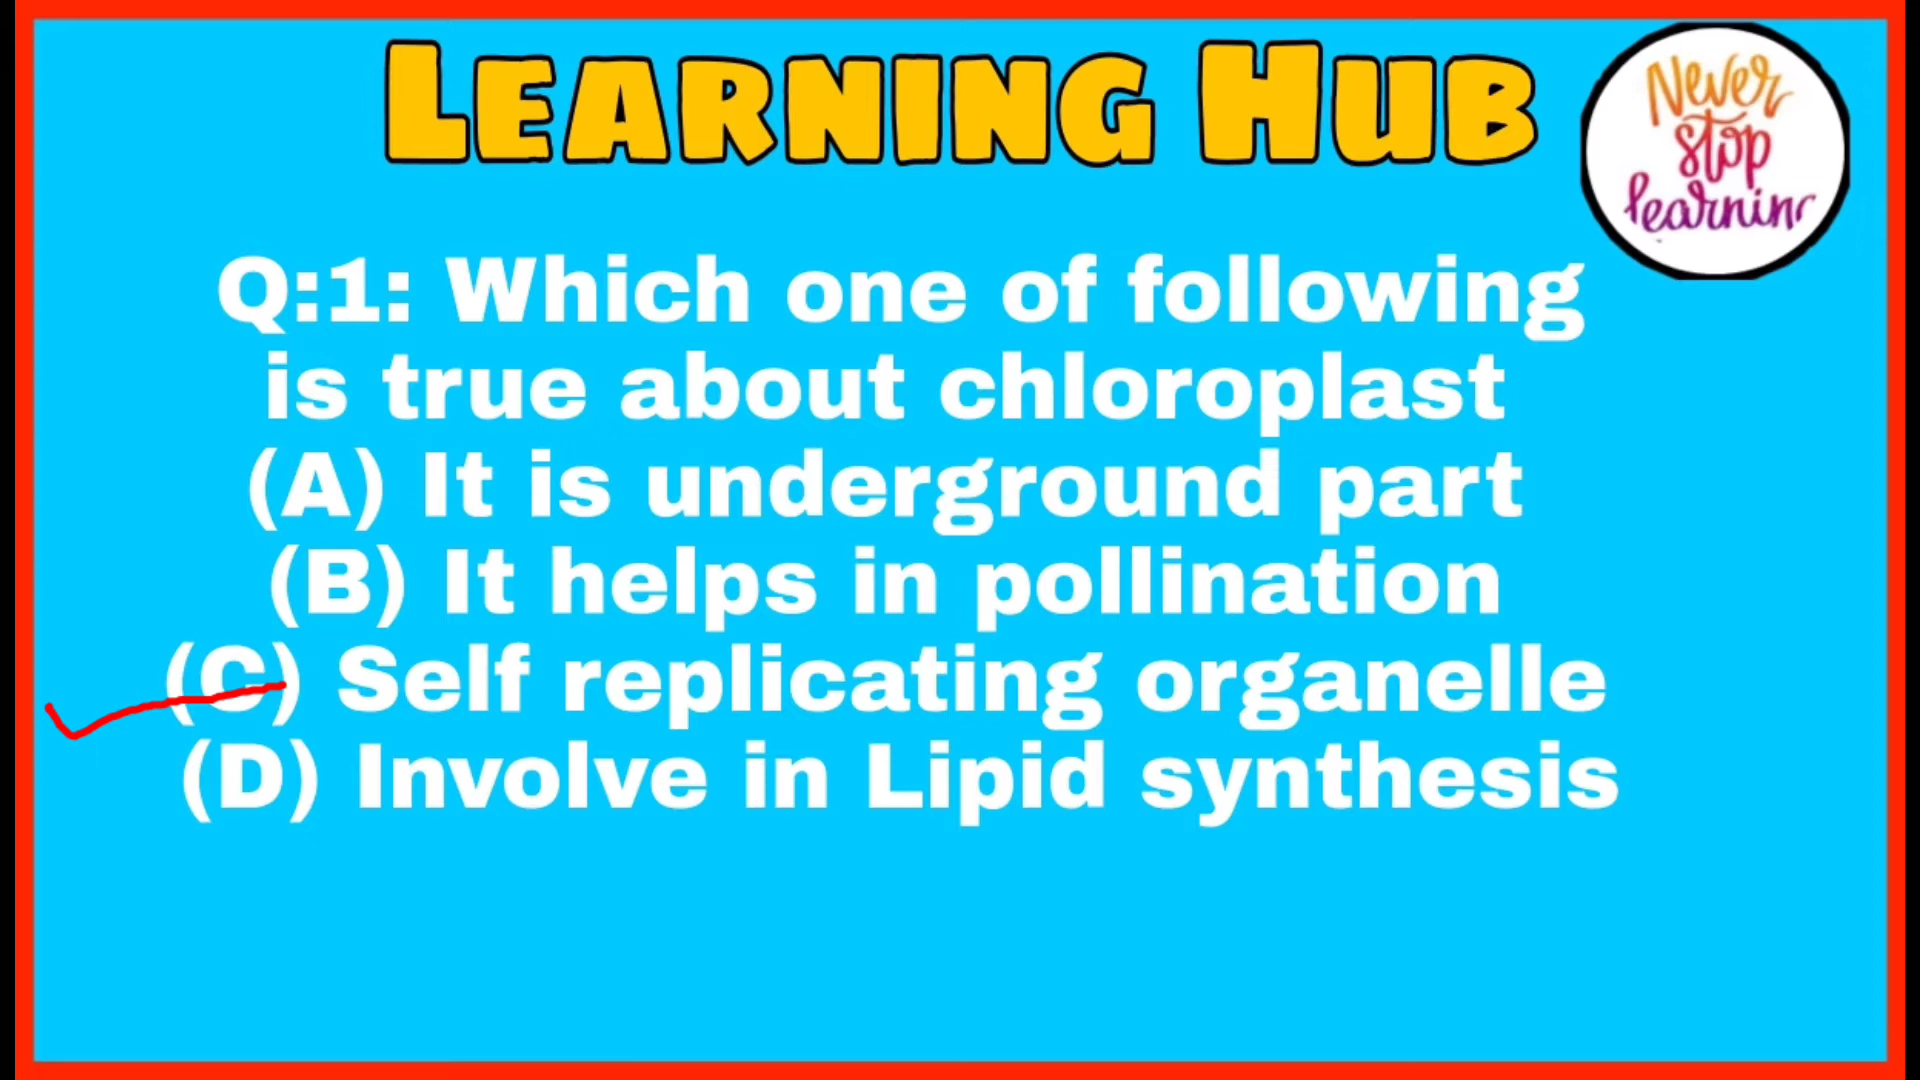 LEARNING HUB
Never
stop
learnin
Q:1: Which one of following
is true about chloroplast
(A) It is underground part
(B) It helps in pollination
(C) Self replicating organelle
(D) Involve in Lipid synthesis